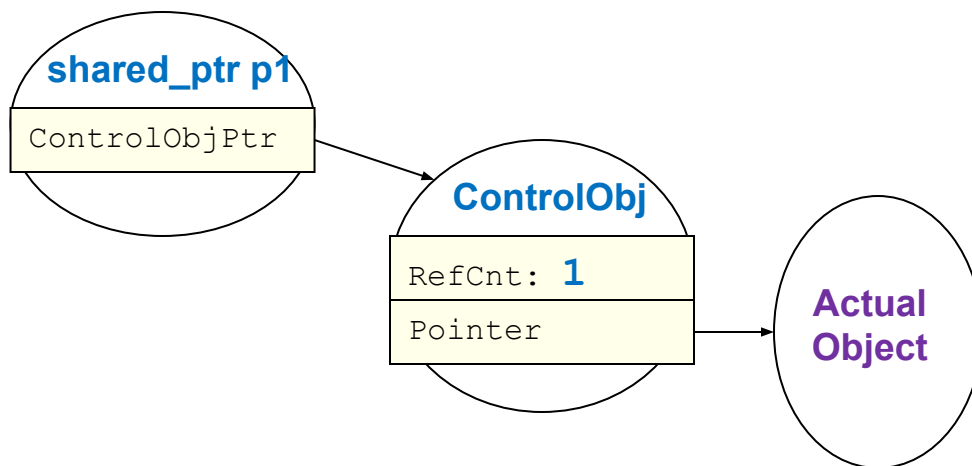 shared_ptr p1
ControlObjPtr
ControlObj
RefCnt: 1
Pointer
Actual
Object